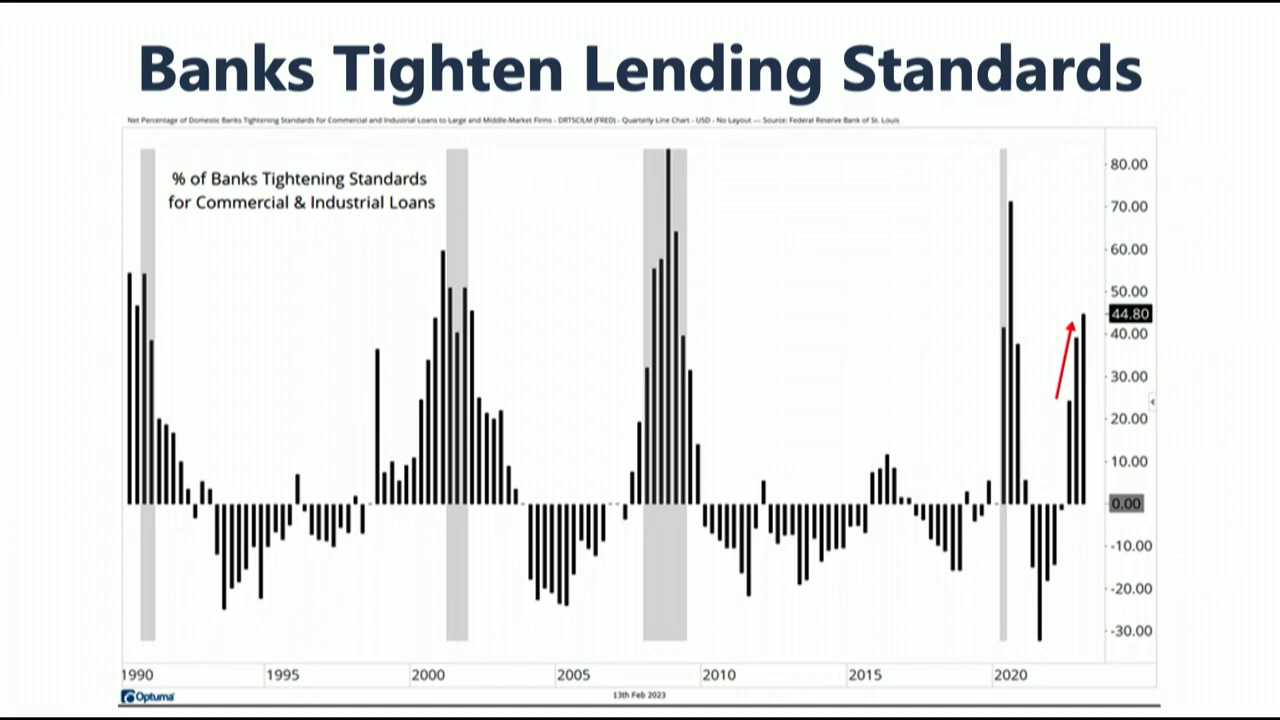 Banks Tighten Lending Standards
Net Percentage of Domestic Banks Tightening Standards for Commercial and Industrial Loans to Large and Middle-Market Firms - DRTSCILM (FRED) - Quarterly Line Chart - USD - No Layout — Source: Federal Reserve Bank of St. Louis
% of Banks Tightening Standards
for Commercial & Industrial Loans
80.00
70.00
60.00
50.00
44.80
40.00
30.00
20.00
10.00
0.00
-10.00
-20.00
-30.00
1990 1995 2000 2005 2010 2015 2020
Optuma
13th Feb 2023